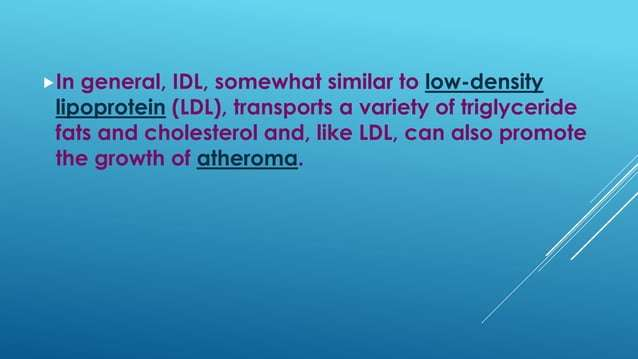 In general, IDL, somewhat similar to low-density
lipoprotein (LDL), transports a variety of triglyceride
fats and cholesterol and, like LDL, can also promote
the growth of atheroma.